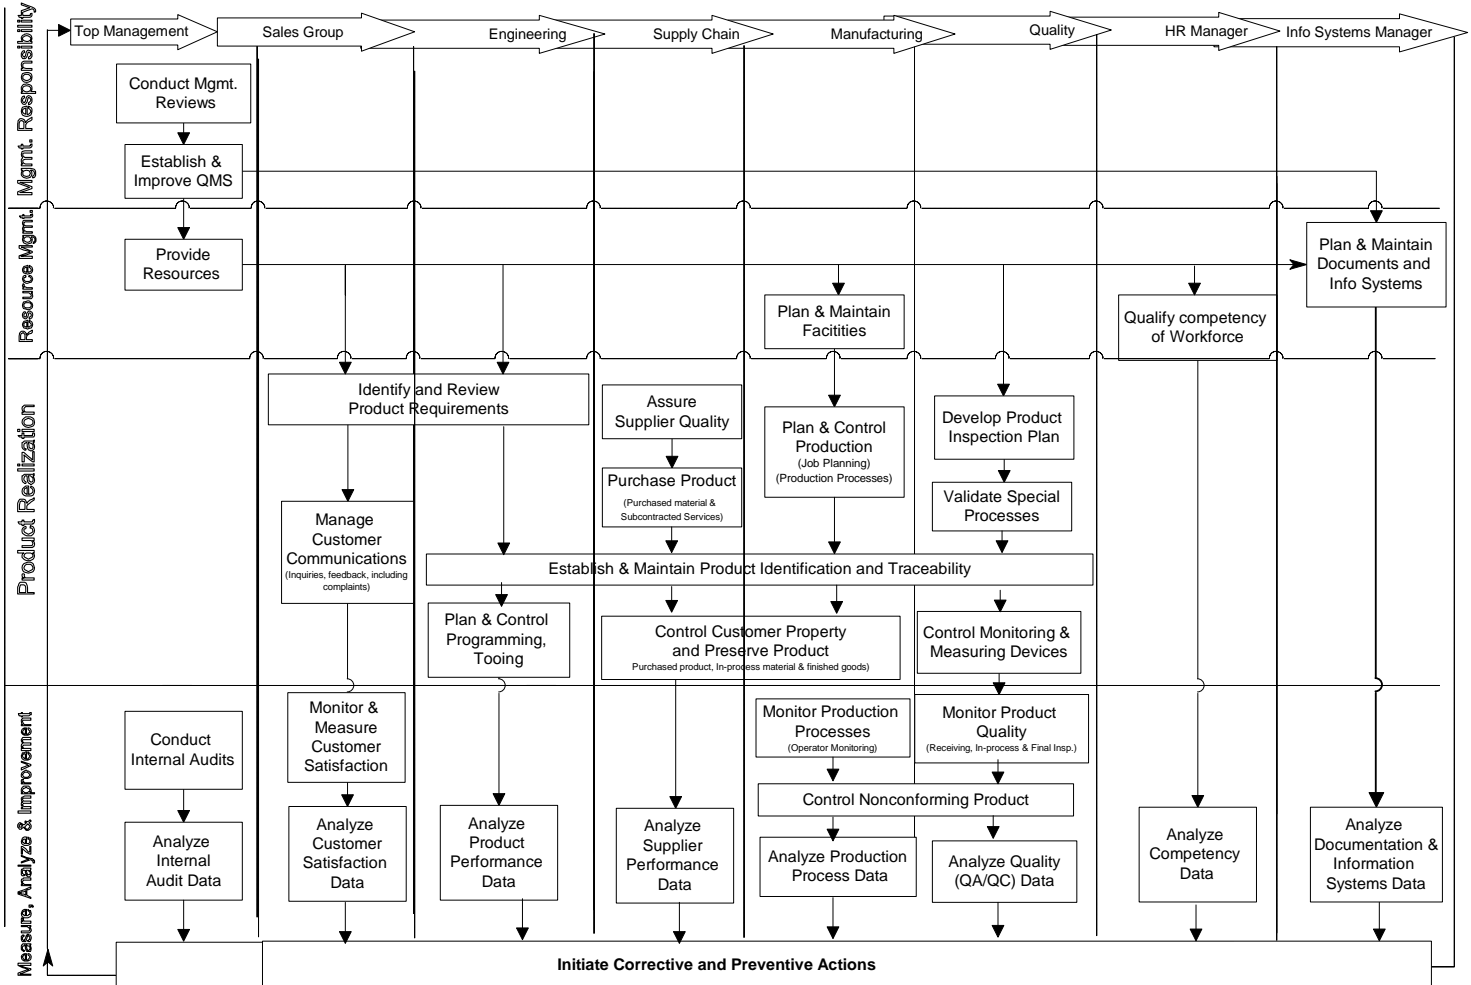 Top Management
Sales Group
Engineering
Supply Chain
Manufacturing
Quality
HR Manager
Info Systems Manager
Mgmt. Responsibility
Conduct Mgmt.
Reviews
Establish &
Improve QMS
Resource Mgmt.
Provide
Resources
Plan & Maintain
Facitities
Qualify competency
of Workforce
Plan & Maintain
Documents and
Info Systems
Product Realization
Identify and Review
Product Requirements
Assure
Supplier Quality
Plan & Control
Production
(Job Planning)
(Production Processes)
Develop Product
Inspection Plan
Purchase Product
(Purchased material &
Subcontracted Services)
Validate Special
Processes
Manage
Customer
Communications
(Inquiries, feedback, including
complaints)
Establish & Maintain Product Identification and Traceability
Plan & Control
Programming,
Tooing
Control Customer Property
and Preserve Product
Purchased product, In-process material & finished goods)
Control Monitoring &
Measuring Devices
Measure, Analyze & Improvement
Conduct
Internal Audits
Monitor &
Measure
Customer
Satisfaction
Monitor Production
Processes
(Operator Monitoring)
Monitor Product
Quality
(Receiving, In-process & Final Insp.)
Control Nonconforming Product
Analyze
Internal
Audit Data
Analyze
Customer
Satisfaction
Data
Analyze
Product
Performance
Data
Analyze
Supplier
Performance
Data
Analyze Production
Process Data
Analyze Quality
(QA/QC) Data
Analyze
Competency
Data
Analyze
Documentation &
Information
Systems Data
Initiate Corrective and Preventive Actions